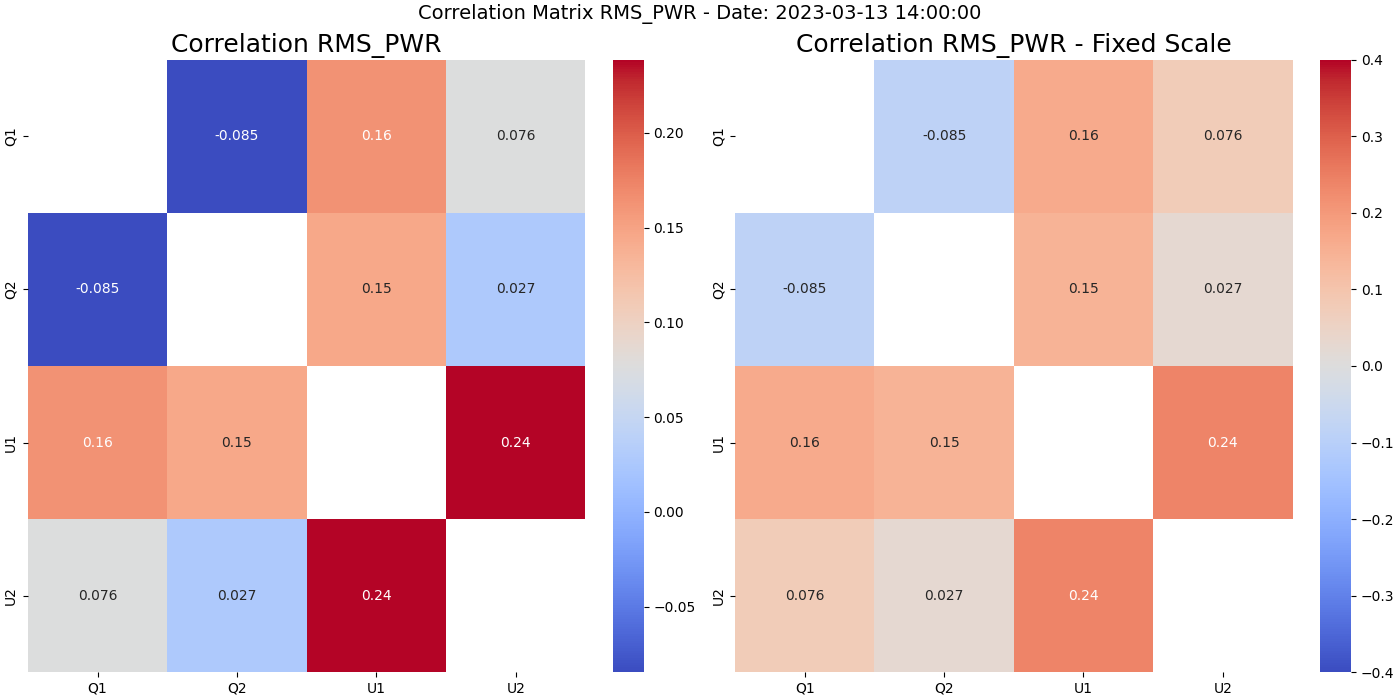 Correlation Matrix RMS_PWR - Date: 2023-03-13 14:00:00
Correlation RMS_PWR
Q1
-0.085
0.16
0.076
Q2
-0.085
0.15
0.027
U1
0.16
0.15
0.24
U2
0.076
0.027
0.24
Q1
Q2
U1
U2
0.20
0.15
0.10
0.05
0.00
−0.05
Correlation RMS_PWR - Fixed Scale
Q1
-0.085
0.16
0.076
Q2
-0.085
0.15
0.027
U1
0.16
0.15
0.24
U2
0.076
0.027
0.24
Q1
Q2
U1
U2
0.4
0.3
0.2
0.1
0.0
−0.1
−0.2
−0.3
−0.4